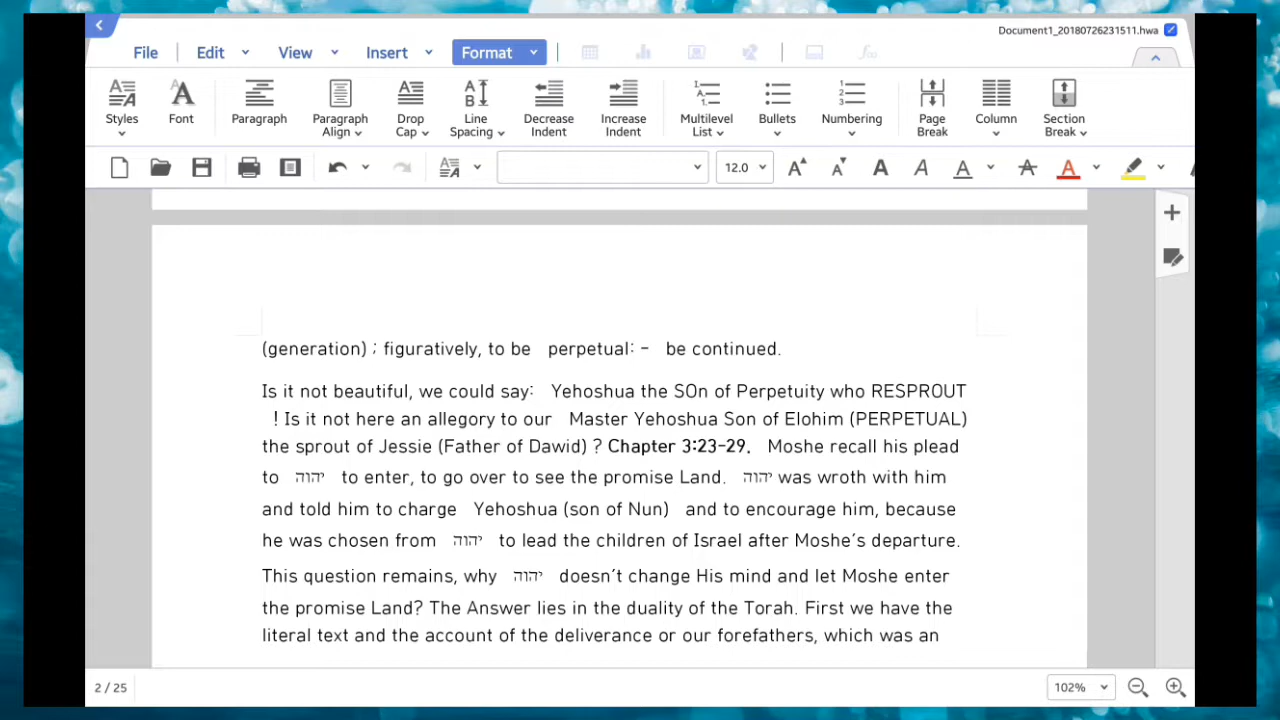 Document1_20180726231511.hwa
File Edit View Insert Format
Styles Font Paragraph Paragraph Align Drop Cap Line Spacing Decrease Indent Increase Indent Multilevel List Bullets Numbering Page Break Column Section Break
12.0
(generation) ; figuratively, to be perpetual: - be continued.
Is it not beautiful, we could say: Yehoshua the SOn of Perpetuity who RESPROUT
! Is it not here an allegory to our Master Yehoshua Son of Elohim (PERPETUAL)
the sprout of Jessie (Father of Dawid) ? Chapter 3:23-29. Moshe recall his plead
to יהוה to enter, to go over to see the promise Land. יהוה was wroth with him
and told him to charge Yehoshua (son of Nun) and to encourage him, because
he was chosen from יהוה to lead the children of Israel after Moshe's departure.
This question remains, why יהוה doesn't change His mind and let Moshe enter
the promise Land? The Answer lies in the duality of the Torah. First we have the
literal text and the account of the deliverance or our forefathers, which was an
2 / 25
102%